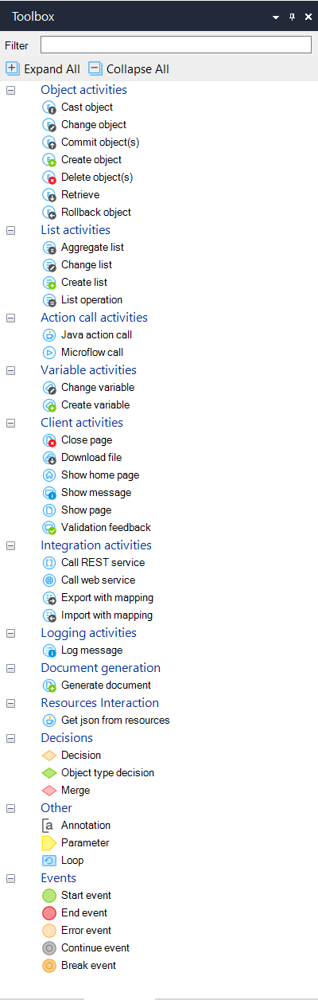 Toolbox
Filter
Expand All Collapse All
Object activities
Cast object
Change object
Commit object(s)
Create object
Delete object(s)
Retrieve
Rollback object
List activities
Aggregate list
Change list
Create list
List operation
Action call activities
Java action call
Microflow call
Variable activities
Change variable
Create variable
Client activities
Close page
Download file
Show home page
Show message
Show page
Validation feedback
Integration activities
Call REST service
Call web service
Export with mapping
Import with mapping
Logging activities
Log message
Document generation
Generate document
Resources Interaction
Get json from resources
Decisions
Decision
Object type decision
Merge
Other
Annotation
Parameter
Loop
Events
Start event
End event
Error event
Continue event
Break event